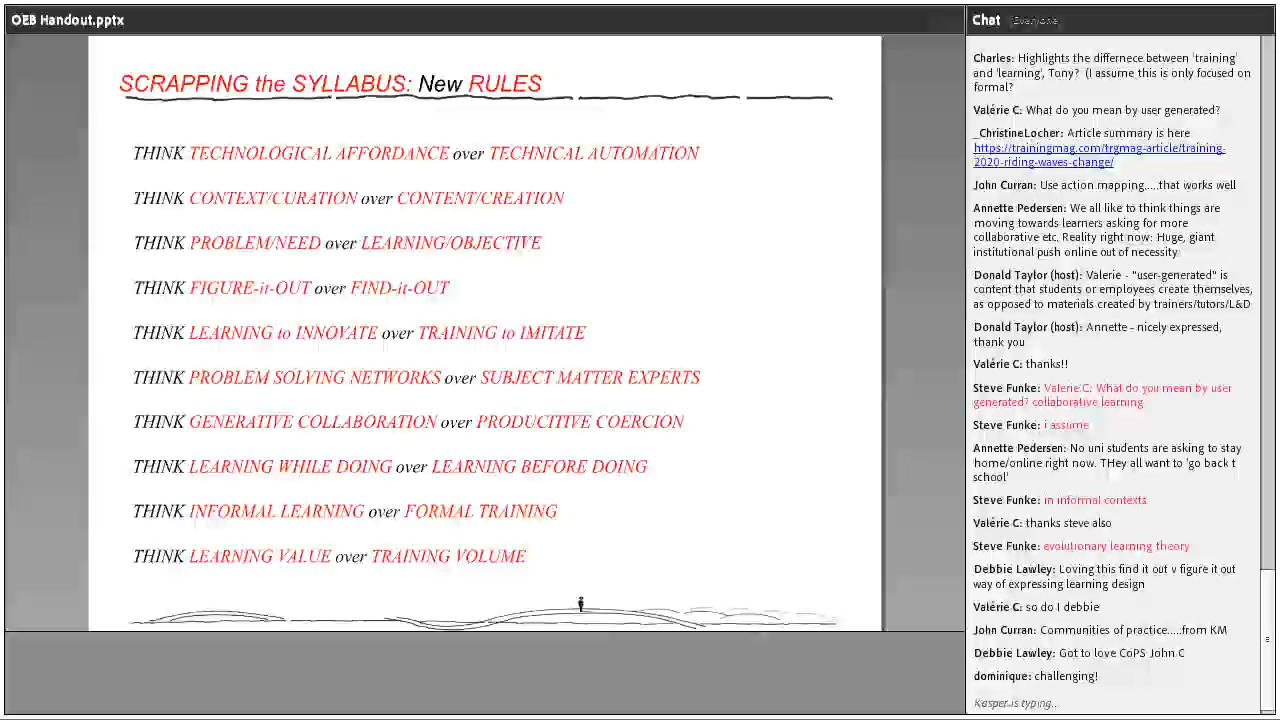 OEB Handout.pptx
SCRAPPING the SYLLABUS: New RULES
THINK TECHNOLOGICAL AFFORDANCE over TECHNICAL AUTOMATION
THINK CONTEXT/CURATION over CONTENT/CREATION
THINK PROBLEM/NEED over LEARNING/OBJECTIVE
THINK FIGURE-it-OUT over FIND-it-OUT
THINK LEARNING to INNOVATE over TRAINING to IMITATE
THINK PROBLEM SOLVING NETWORKS over SUBJECT MATTER EXPERTS
THINK GENERATIVE COLLABORATION over PRODUCTITIVE COERCION
THINK LEARNING WHILE DOING over LEARNING BEFORE DOING
THINK INFORMAL LEARNING over FORMAL TRAINING
THINK LEARNING VALUE over TRAINING VOLUME
Chat (Everyone)
Charles: Highlights the differnece between 'training'
and 'learning', Tony? (I assume this is only focused on
formal?
Valérie C: What do you mean by user generated?
_ChristineLocher: Article summary is here
https://trainingmag.com/trgmag-article/training-
2020-riding-waves-change/
John Curran: Use action mapping.....that works well
Annette Pedersen: We all like to think things are
moving towards learners asking for more
collaborative etc. Reality right now: Huge, giant
institutional push online out of necessity
Donald Taylor (host): Valerie - "user-generated" is
content that students or employees create themselves,
as opposed to materials created by trainers/tutors/L&D
Donald Taylor (host): Annette - nicely expressed,
thank you
Valérie C: thanks!!
Steve Funke: Valerie C: What do you mean by user
generated? collaborative learning
Steve Funke: i assume
Annette Pedersen: No uni students are asking to stay
home/online right now. THey all want to 'go back t
school'
Steve Funke: in informal contexts
Valérie C: thanks steve also
Steve Funke: evolutionary learning theory
Debbie Lawley: Loving this find it out v figure it out
way of expressing learning design
Valérie C: so do I debbie
John Curran: Communities of practice.....from KM
Debbie Lawley: Got to love CoPS John C
dominique: challenging!
Kasper is typing...